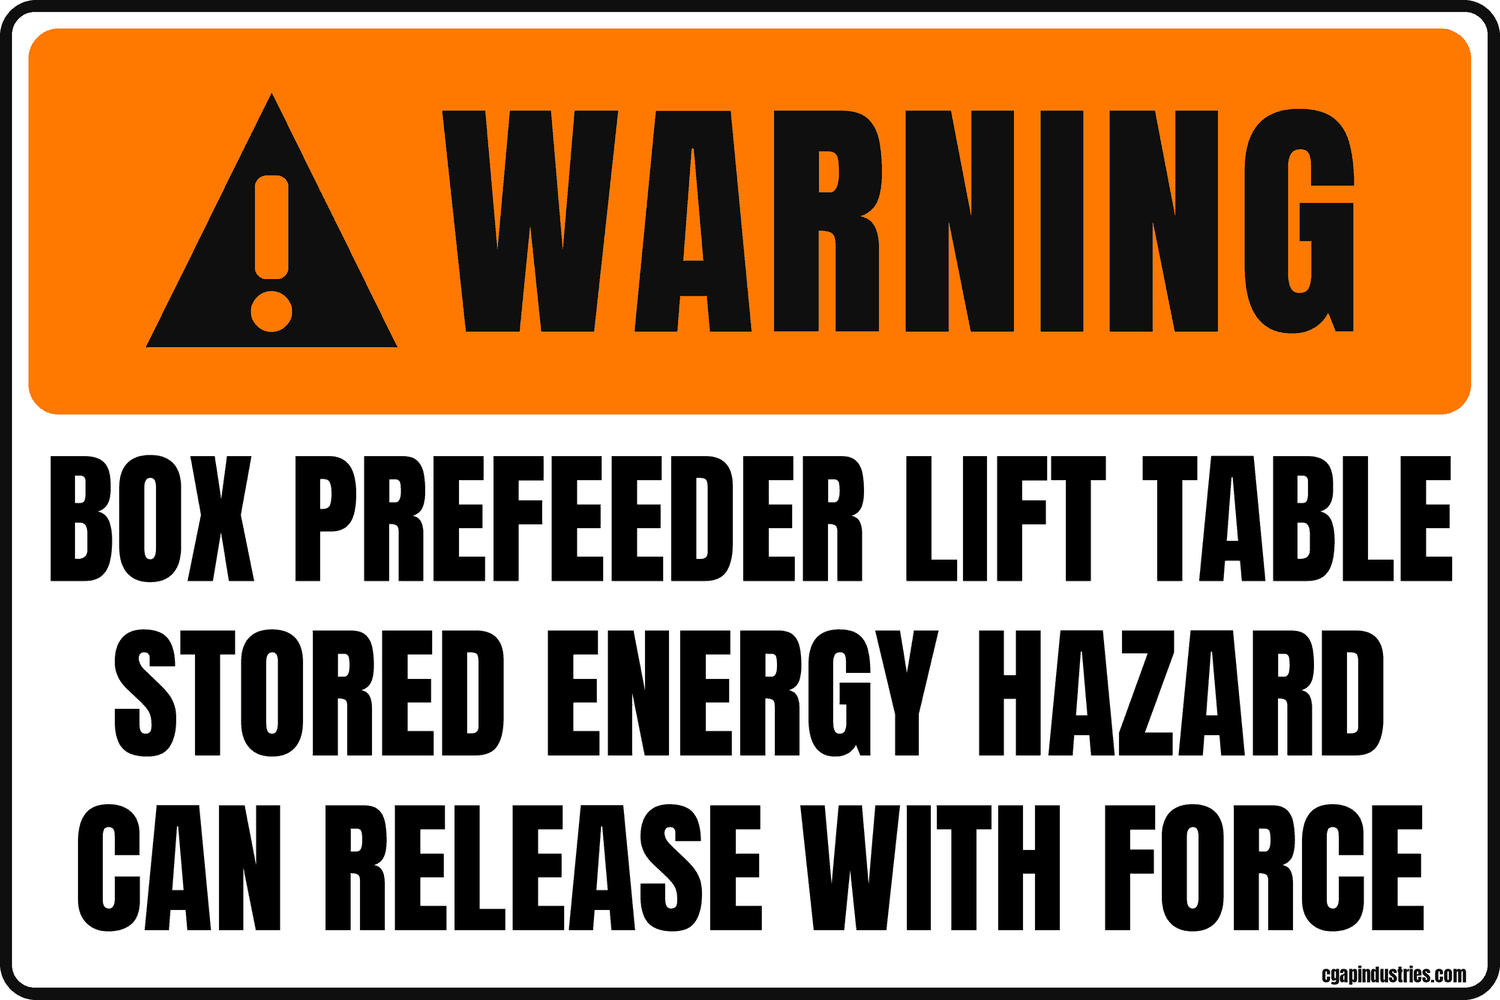 WARNING
BOX PREFEEDER LIFT TABLE
STORED ENERGY HAZARD
CAN RELEASE WITH FORCE
cgapindustries.com